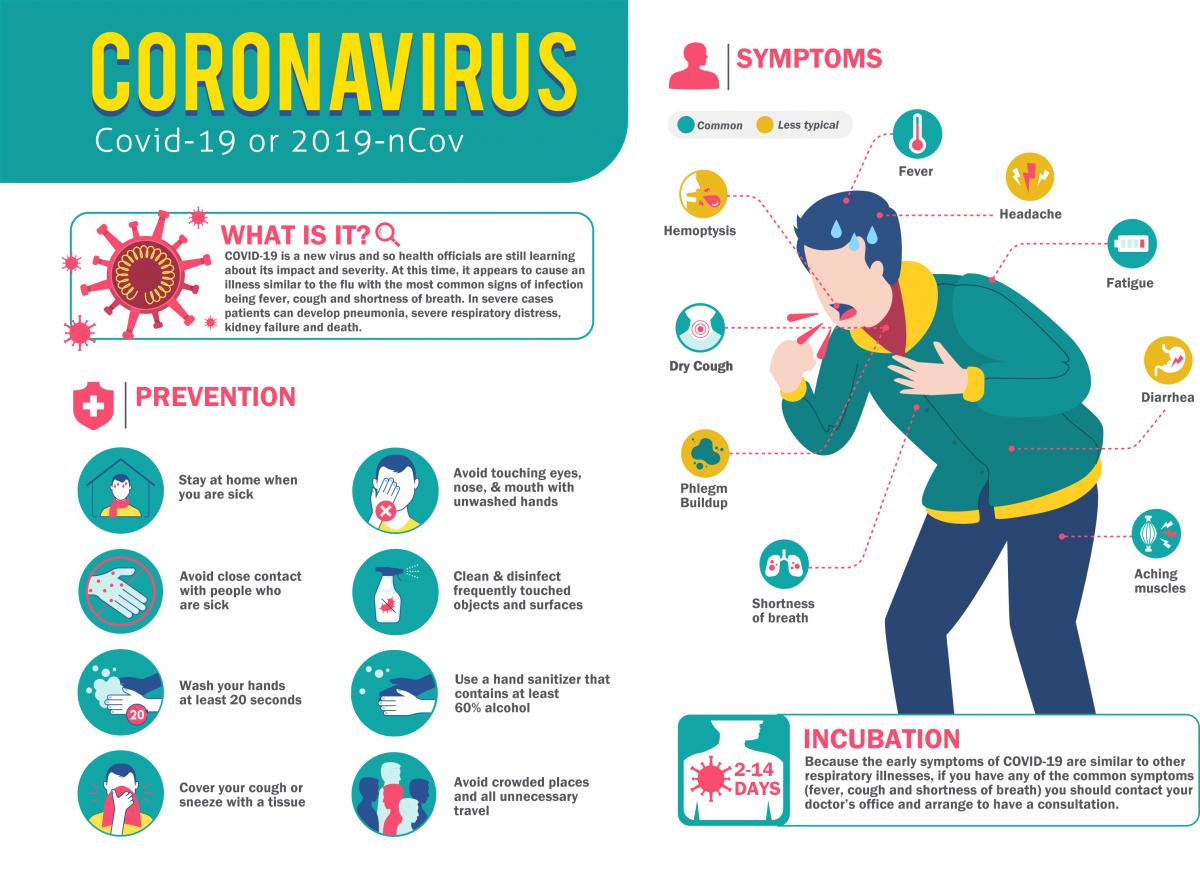 CORONAVIRUS
Covid-19 or 2019-nCov
WHAT IS IT?
COVID-19 is a new virus and so health officials are still learning
about its impact and severity. At this time, it appears to cause an
illness similar to the flu with the most common signs of infection
being fever, cough and shortness of breath. In severe cases
patients can develop pneumonia, severe respiratory distress,
kidney failure and death.
PREVENTION
Stay at home when
you are sick
Avoid touching eyes,
nose, & mouth with
unwashed hands
Avoid close contact
with people who
are sick
Clean & disinfect
frequently touched
objects and surfaces
Wash your hands
at least 20 seconds
20
Use a hand sanitizer that
contains at least
60% alcohol
Cover your cough or
sneeze with a tissue
Avoid crowded places
and all unnecessary
travel
SYMPTOMS
Common
Less typical
Fever
Headache
Hemoptysis
Fatigue
Dry Cough
Diarrhea
Phlegm
Buildup
Aching
muscles
Shortness
of breath
2-14
DAYS
INCUBATION
Because the early symptoms of COVID-19 are similar to other
respiratory illnesses, if you have any of the common symptoms
(fever, cough and shortness of breath) you should contact your
doctor's office and arrange to have a consultation.